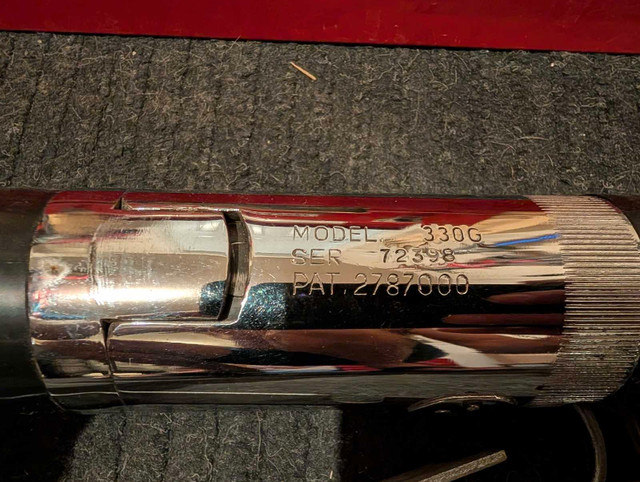 MODEL 330G
SER 72398
PAT. 2787000